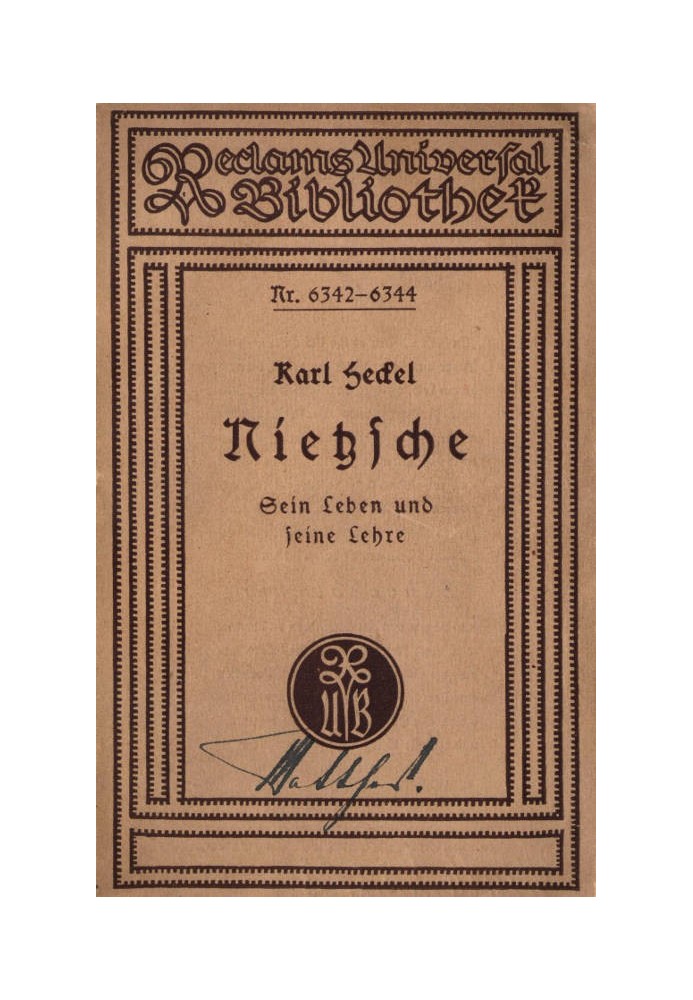 Reclams Universal
Bibliothek
Nr. 6342–6344
Karl Heckel
Nietzsche
Sein Leben und
seine Lehre
R
UB